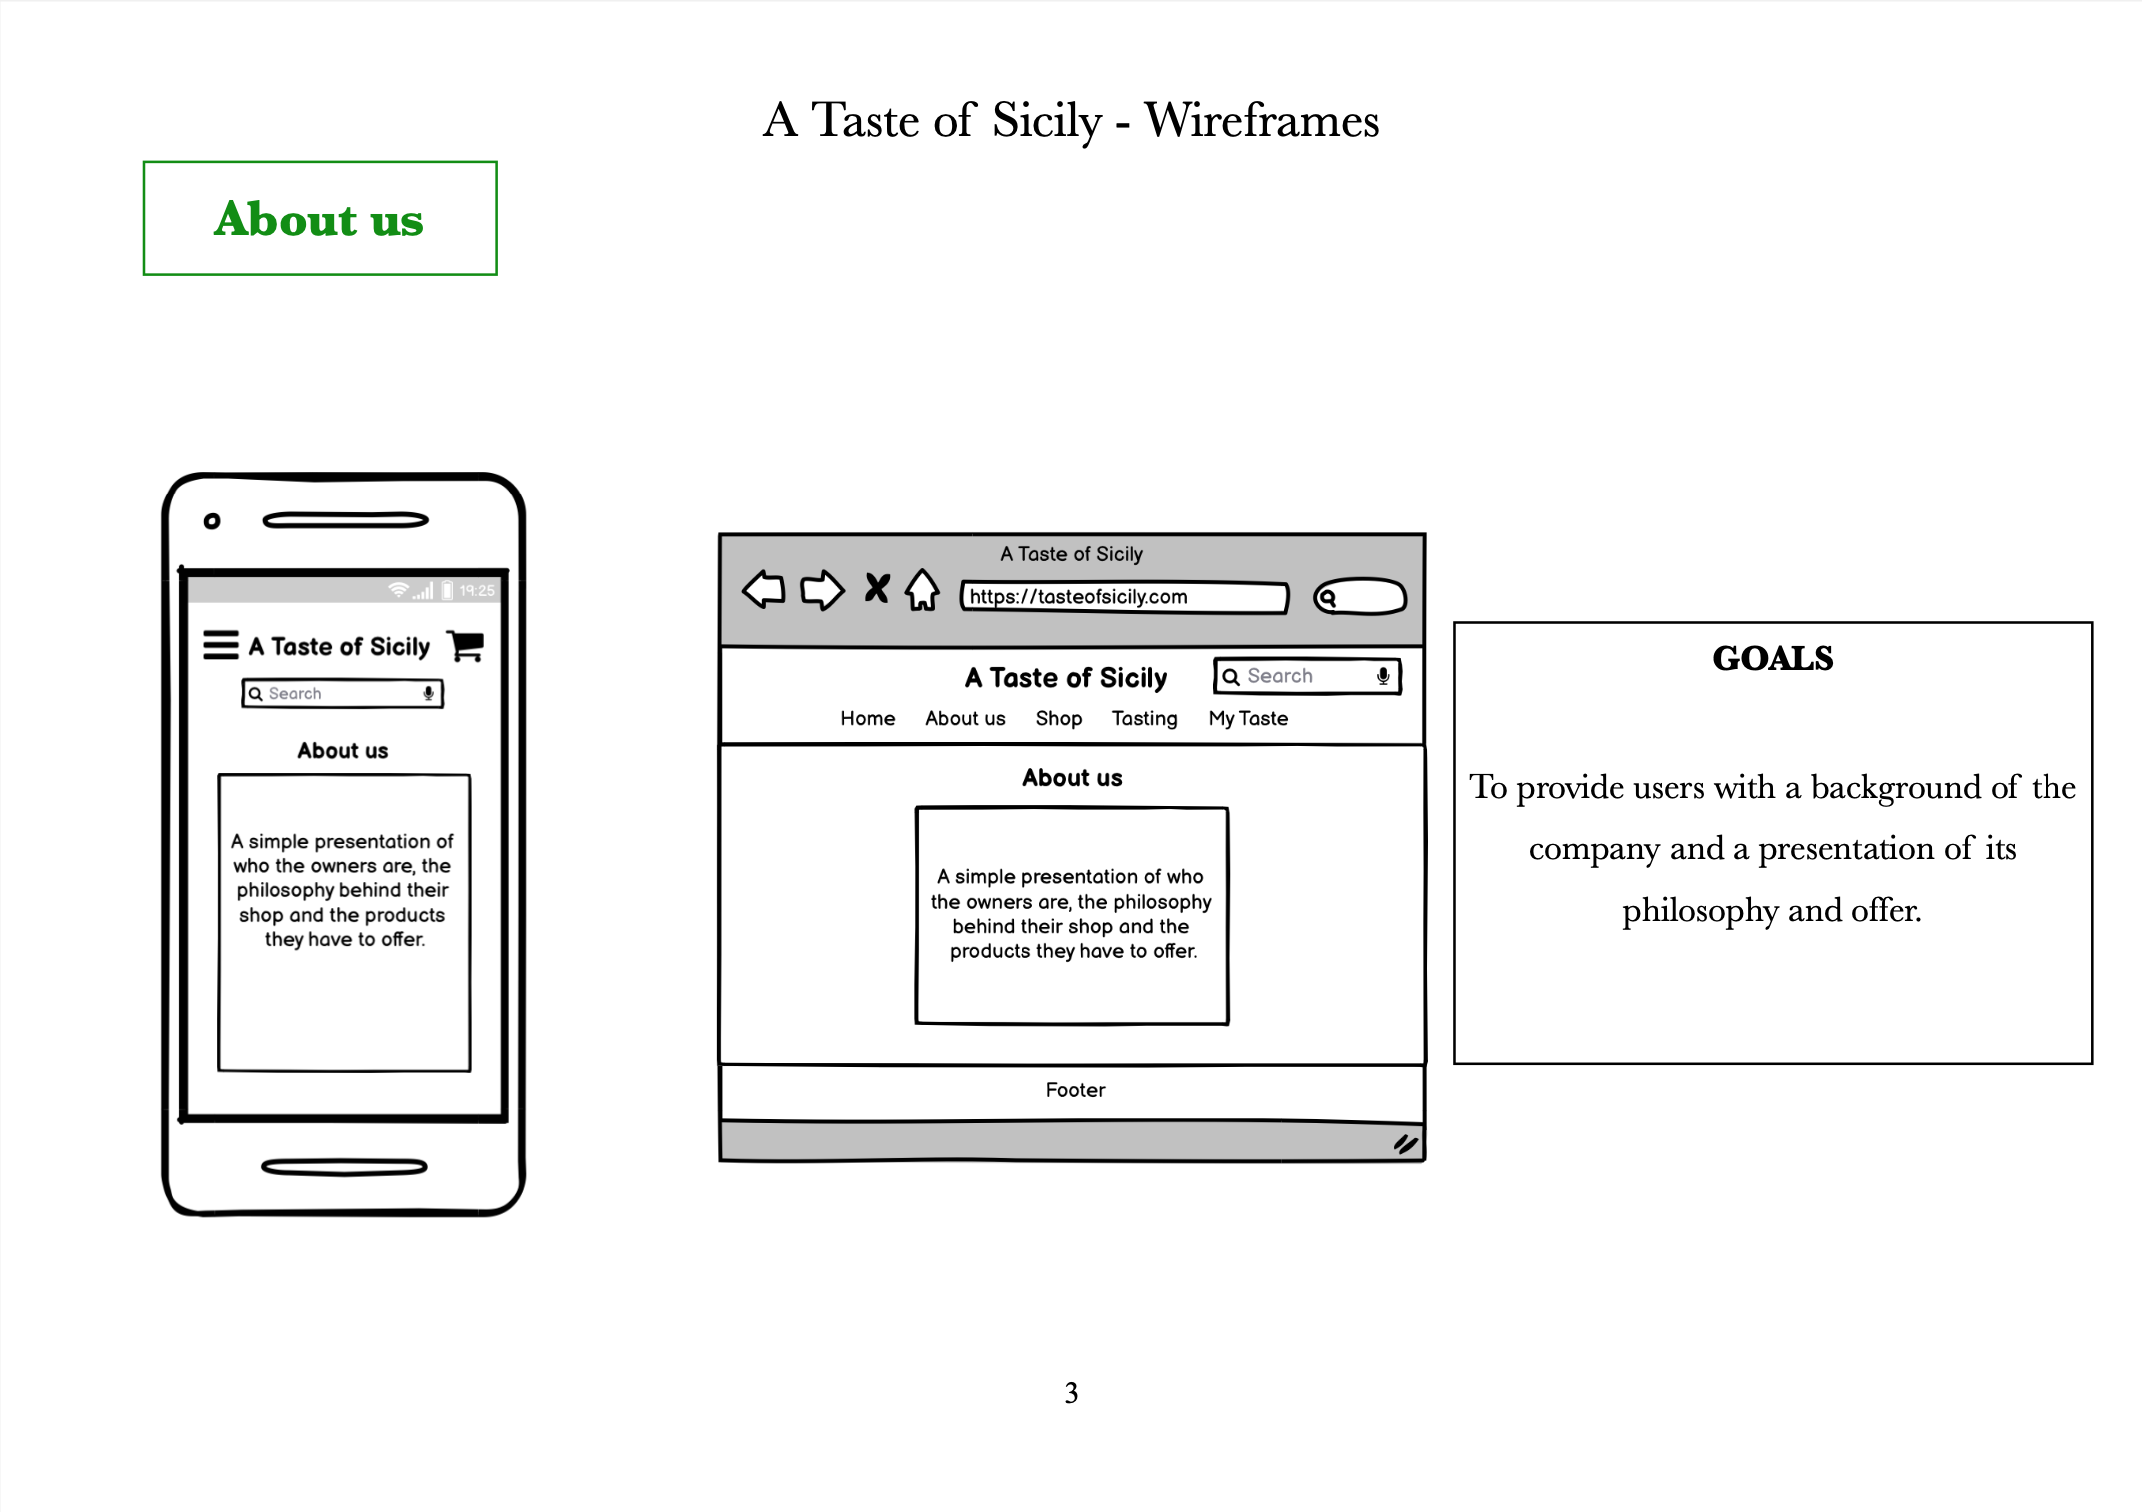 A Taste of Sicily - Wireframes
About us
19:25
A Taste of Sicily
Search
About us
A simple presentation of
who the owners are, the
philosophy behind their
shop and the products
they have to offer.
A Taste of Sicily
https://tasteofsicily.com
A Taste of Sicily
Search
Home About us Shop Tasting My Taste
About us
A simple presentation of who
the owners are, the philosophy
behind their shop and the
products they have to offer.
Footer
GOALS
To provide users with a background of the
company and a presentation of its
philosophy and offer.
3